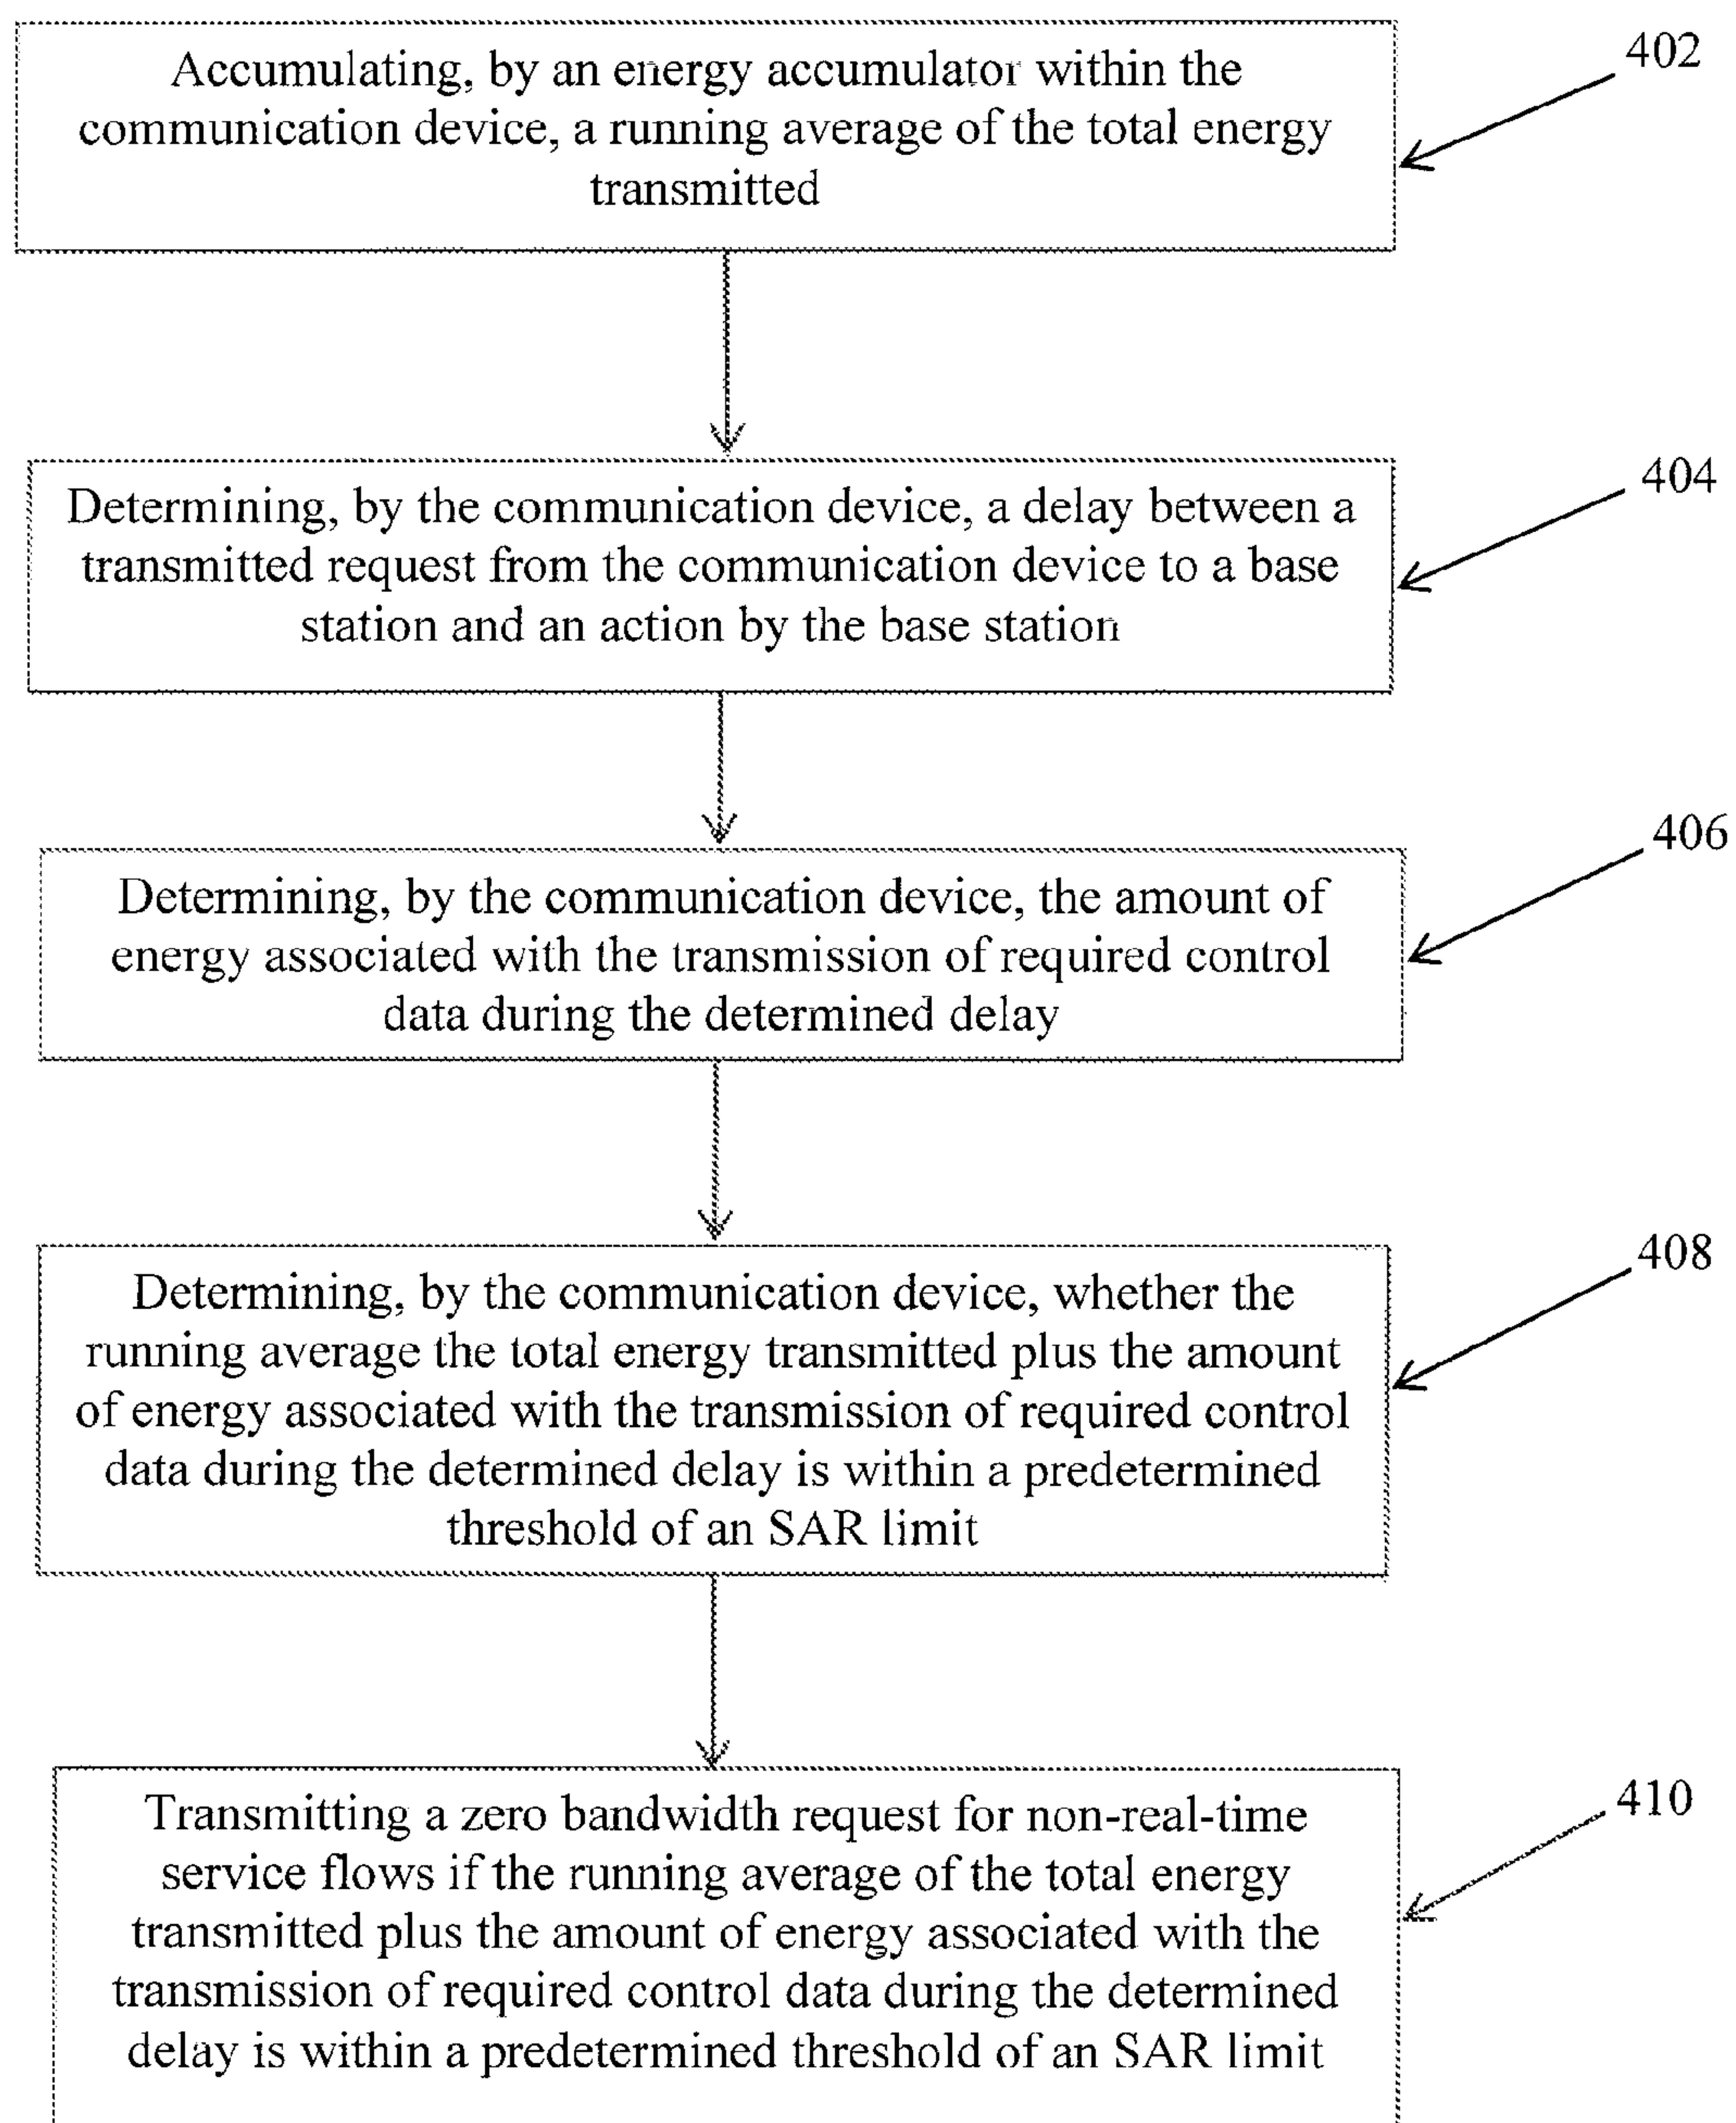 Accumulating, by an energy accumulator within the
communication device, a running average of the total energy
transmitted
402
Determining, by the communication device, a delay between a
transmitted request from the communication device to a base
station and an action by the base station
404
Determining, by the communication device, the amount of
energy associated with the transmission of required control
data during the determined delay
406
Determining, by the communication device, whether the
running average the total energy transmitted plus the amount
of energy associated with the transmission of required control
data during the determined delay is within a predetermined
threshold of an SAR limit
408
Transmitting a zero bandwidth request for non-real-time
service flows if the running average of the total energy
transmitted plus the amount of energy associated with the
transmission of required control data during the determined
delay is within a predetermined threshold of an SAR limit
410